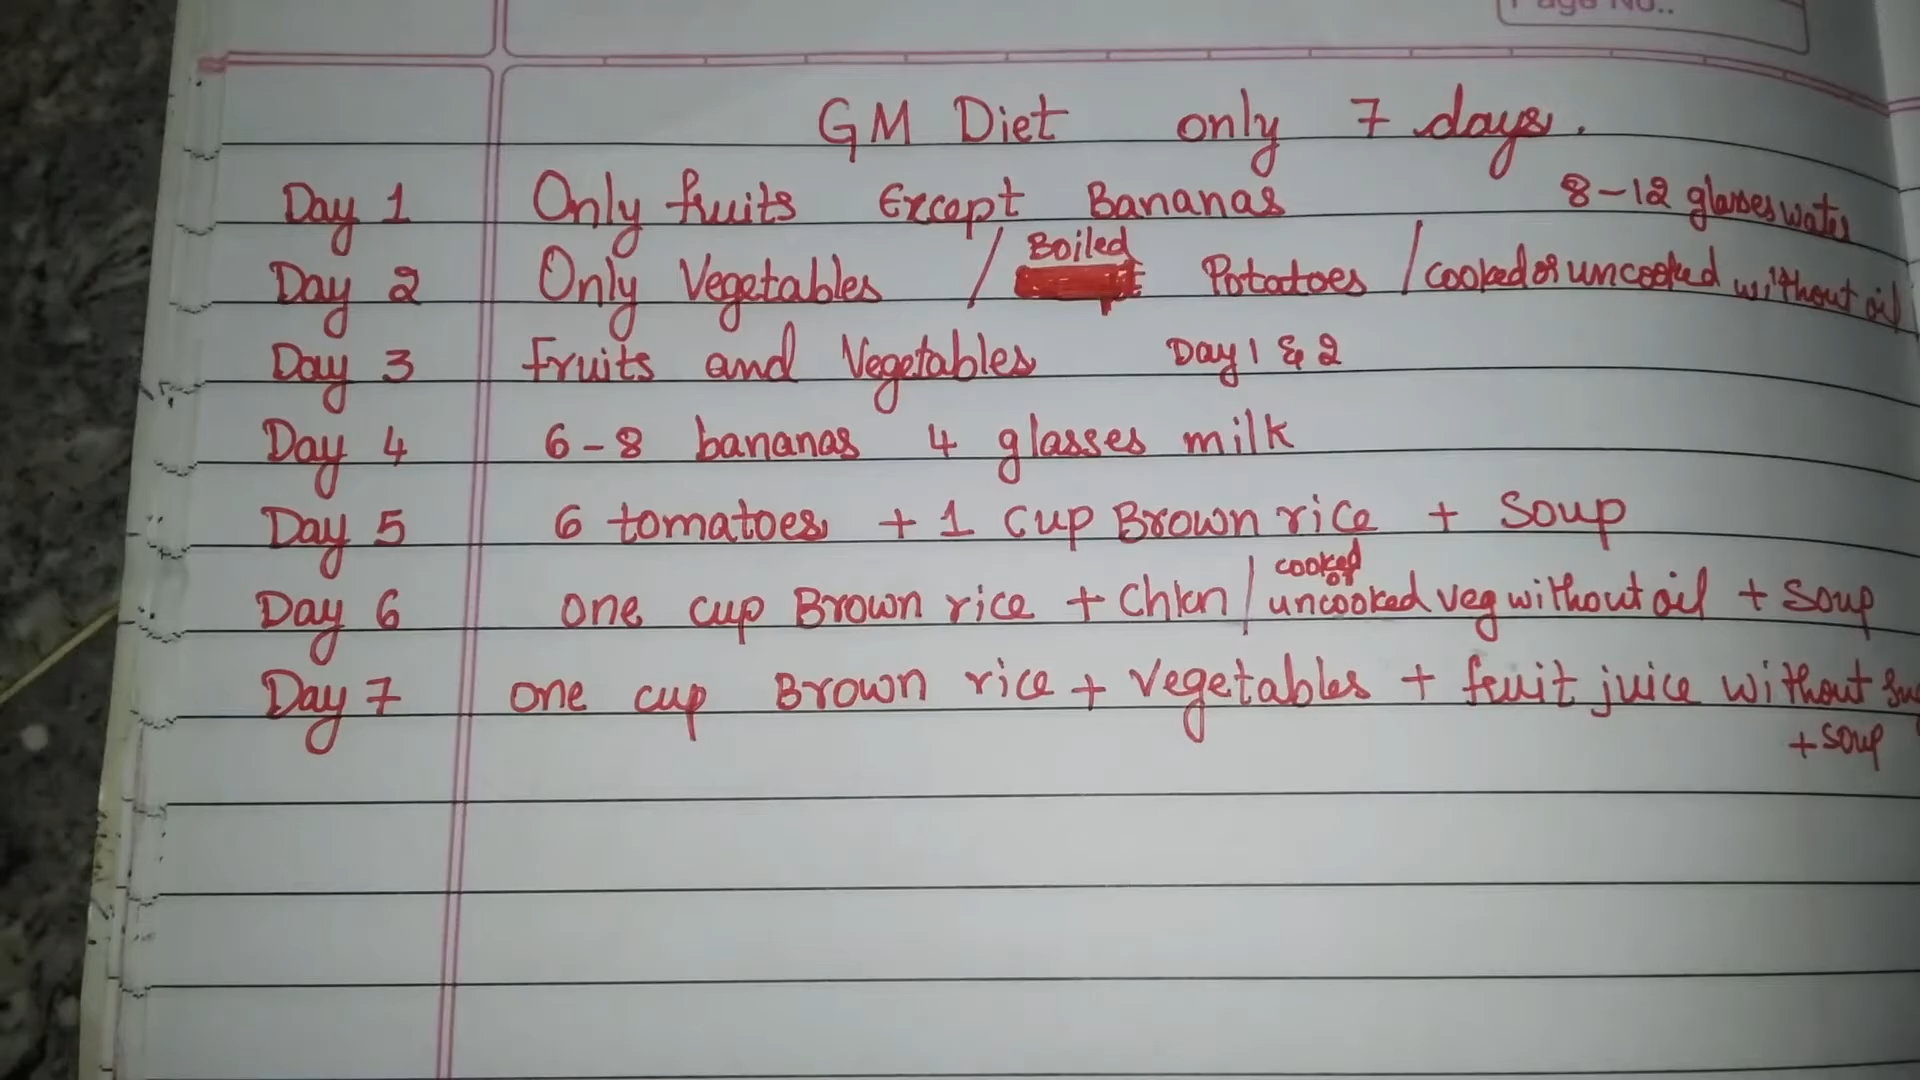 Page No..
GM Diet only 7 days.
Day 1 Only fruits Except Bananas 8-12 glasses water
Day 2 Only Vegetables / Boiled Potatoes / cooked or uncooked without oil
Day 3 Fruits and Vegetables Day 1 & 2
Day 4 6-8 bananas 4 glasses milk
Day 5 6 tomatoes + 1 cup Brown rice + Soup
Day 6 one cup Brown rice + Chkn / cooked or uncooked veg without oil + Soup
Day 7 one cup Brown rice + Vegetables + fruit juice without
+ soup